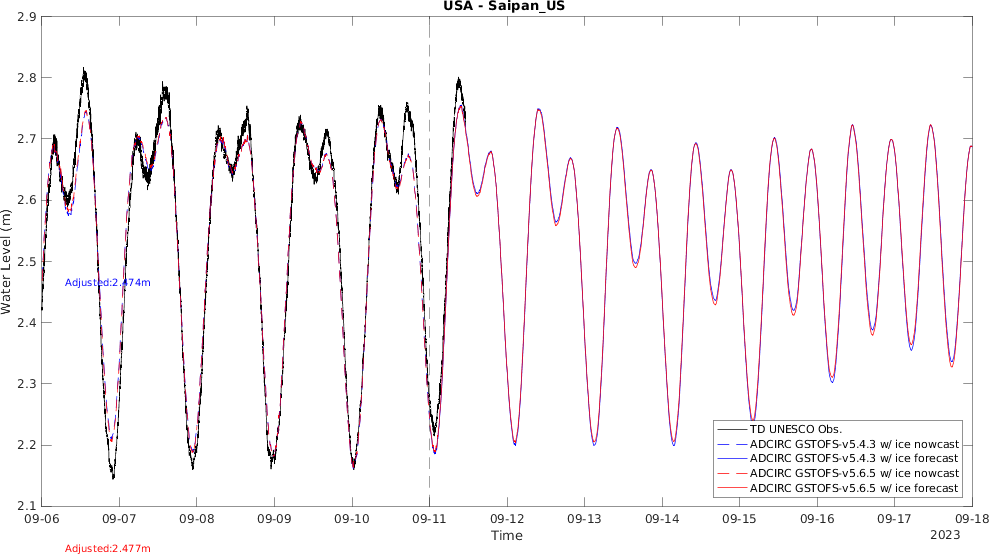 USA - Saipan_US
2.9
2.8
2.7
2.6
2.5
2.4
2.3
2.2
2.1
Water Level (m)
Adjusted:2.474m
TD UNESCO Obs.
ADCIRC GSTOFS-v5.4.3 w/ ice nowcast
ADCIRC GSTOFS-v5.4.3 w/ ice forecast
ADCIRC GSTOFS-v5.6.5 w/ ice nowcast
ADCIRC GSTOFS-v5.6.5 w/ ice forecast
09-06 09-07 09-08 09-09 09-10 09-11 09-12 09-13 09-14 09-15 09-16 09-17 09-18
Time
2023
Adjusted:2.477m